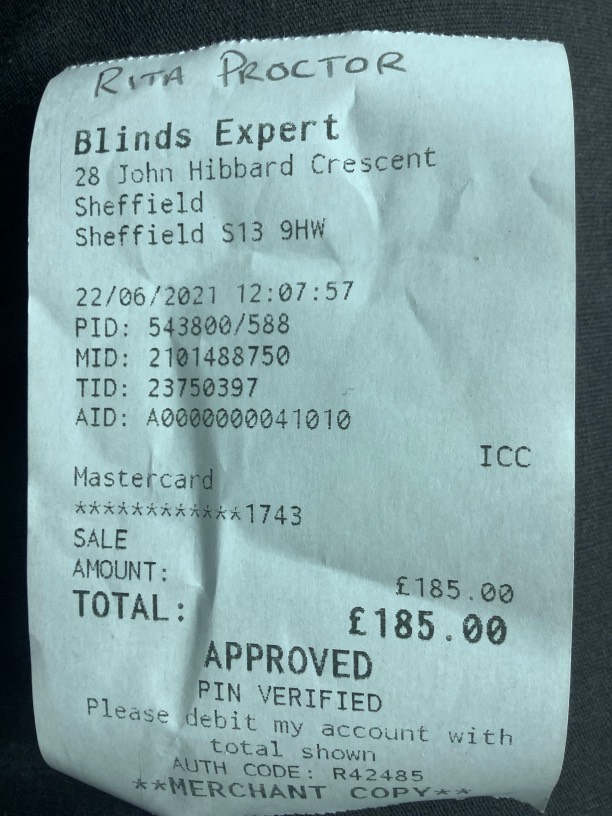 RITA PROCTOR
Blinds Expert
28 John Hibbard Crescent
Sheffield
Sheffield S13 9HW
22/06/2021 12:07:57
PID: 543800/588
MID: 2101488750
TID: 23750397
AID: A0000000041010
ICC
Mastercard
************1743
SALE
AMOUNT: £185.00
TOTAL: £185.00
APPROVED
PIN VERIFIED
Please debit my account with
total shown
AUTH CODE: R42485
**MERCHANT COPY**